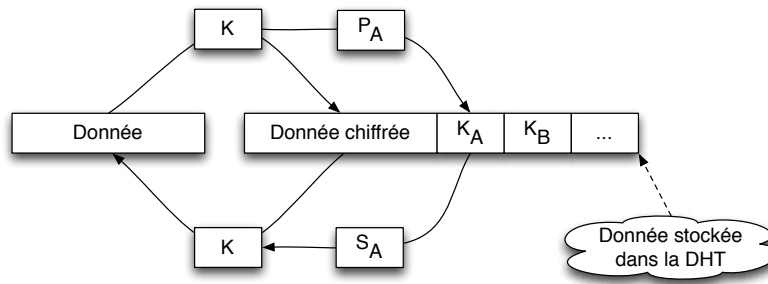 K
P_A
Donnée
Donnée chiffrée
K_A
K_B
...
K
S_A
Donnée stockée
dans la DHT